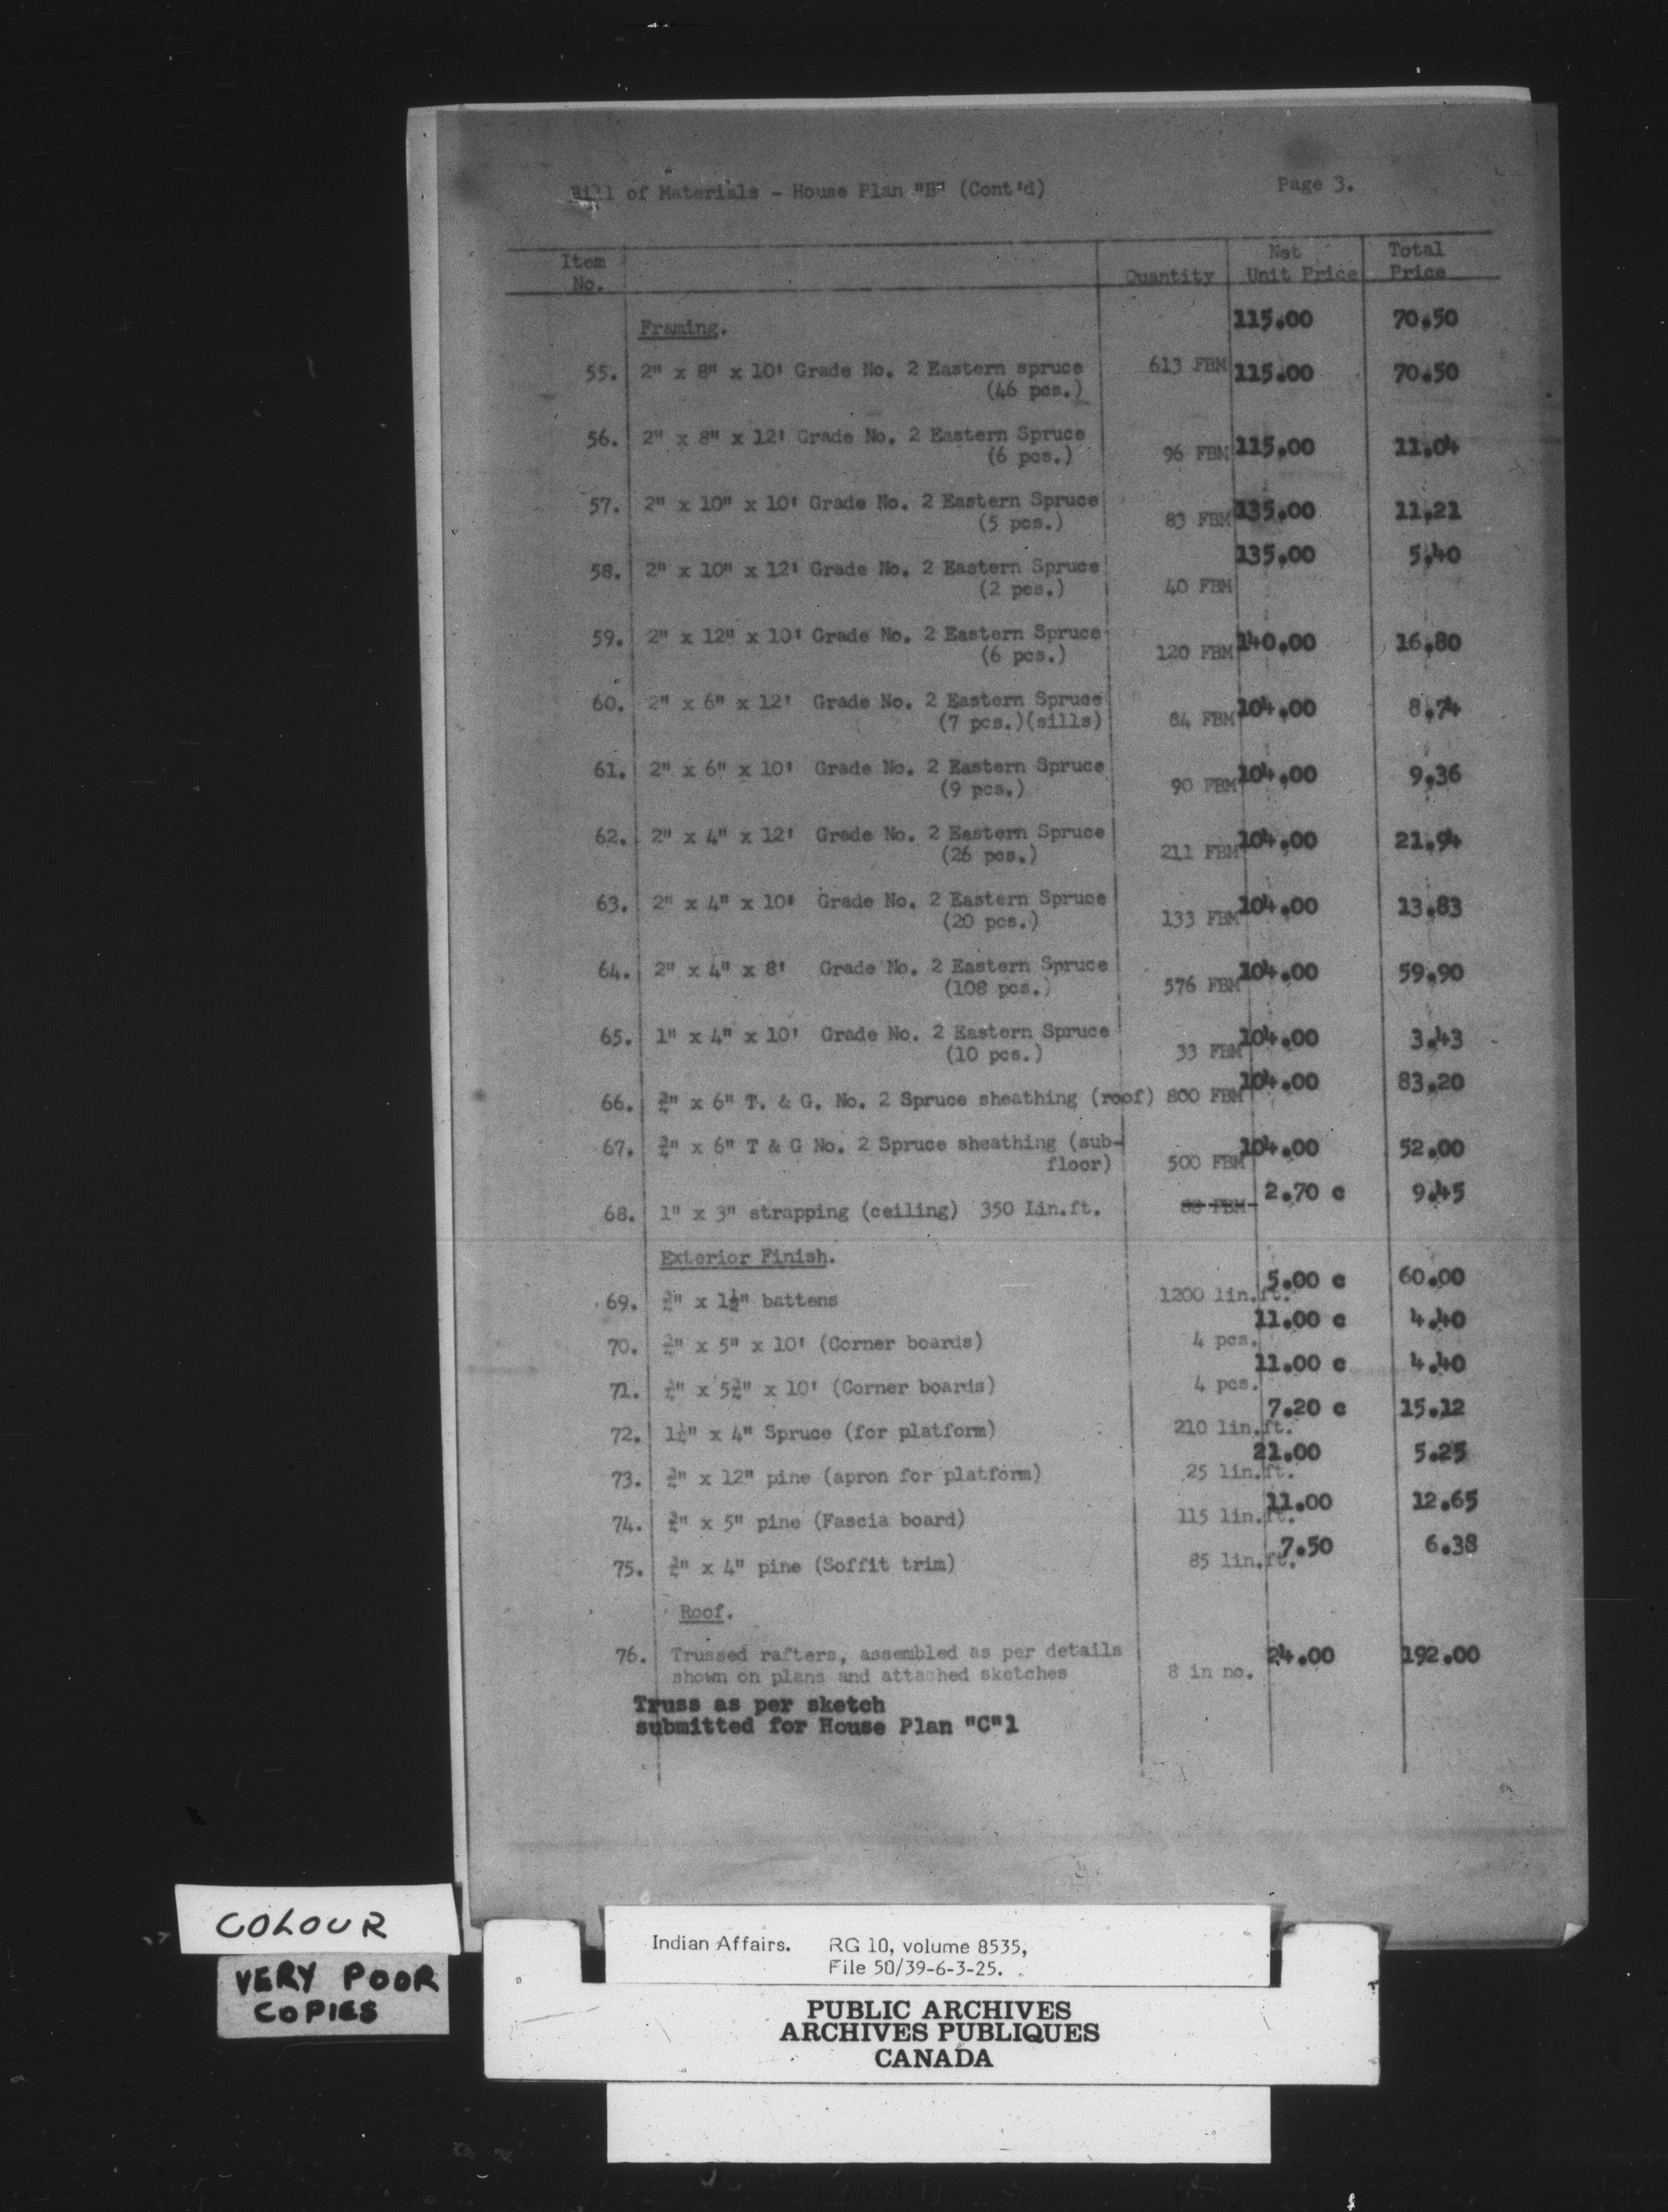 Bill of Materials - House Plan "B" (Cont'd) Page 3.
Item No. Quantity Net Unit Price Total Price
Framing. 115.00 70.50
55. 2" x 8" x 10' Grade No. 2 Eastern spruce 613 FBM 115.00 70.50
(46 pcs.)
56. 2" x 8" x 12' Grade No. 2 Eastern Spruce
(6 pcs.) 96 FBM 115.00 11.04
57. 2" x 10" x 10' Grade No. 2 Eastern Spruce
(5 pcs.) 83 FBM 135.00 11.21
58. 2" x 10" x 12' Grade No. 2 Eastern Spruce 135.00 5.40
(2 pcs.) 40 FBM
59. 2" x 12" x 10' Grade No. 2 Eastern Spruce
(6 pcs.) 120 FBM 140.00 16.80
60. 2" x 6" x 12' Grade No. 2 Eastern Spruce
(7 pcs.)(sills) 84 FBM 104.00 8.74
61. 2" x 6" x 10' Grade No. 2 Eastern Spruce
(9 pcs.) 90 FBM 104.00 9.36
62. 2" x 4" x 12' Grade No. 2 Eastern Spruce
(26 pcs.) 211 FBM 104.00 21.94
63. 2" x 4" x 10' Grade No. 2 Eastern Spruce
(20 pcs.) 133 FBM 104.00 13.83
64. 2" x 4" x 8' Grade No. 2 Eastern Spruce
(108 pcs.) 576 FBM 104.00 59.90
65. 1" x 4" x 10' Grade No. 2 Eastern Spruce
(10 pcs.) 33 FBM 104.00 3.43
66. ¾" x 6" T. & G. No. 2 Spruce sheathing (roof) 800 FBM 104.00 83.20
67. ¾" x 6" T & G No. 2 Spruce sheathing (sub-
floor) 500 FBM 104.00 52.00
68. 1" x 3" strapping (ceiling) 350 Lin.ft. 88 FBM 2.70 c 9.45
Exterior Finish.
69. ¾" x 1½" battens 1200 lin.ft. 5.00 c 60.00
70. ¾" x 5" x 10' (Corner boards) 4 pcs. 11.00 c 4.40
71. ¾" x 5¾" x 10' (Corner boards) 4 pcs. 11.00 c 4.40
72. 1¼" x 4" Spruce (for platform) 210 lin.ft. 7.20 c 15.12
73. ¾" x 12" pine (apron for platform) 25 lin.ft. 21.00 5.25
74. ¾" x 5" pine (Fascia board) 115 lin.ft. 11.00 12.65
75. ¾" x 4" pine (Soffit trim) 85 lin.ft. 7.50 6.38
Roof.
76. Trussed rafters, assembled as per details 24.00 192.00
shown on plans and attached sketches 8 in no.
Truss as per sketch
submitted for House Plan "C"1
COLOUR
VERY POOR
COPIES
Indian Affairs. RG 10, volume 8535,
File 50/39-6-3-25.
PUBLIC ARCHIVES
ARCHIVES PUBLIQUES
CANADA